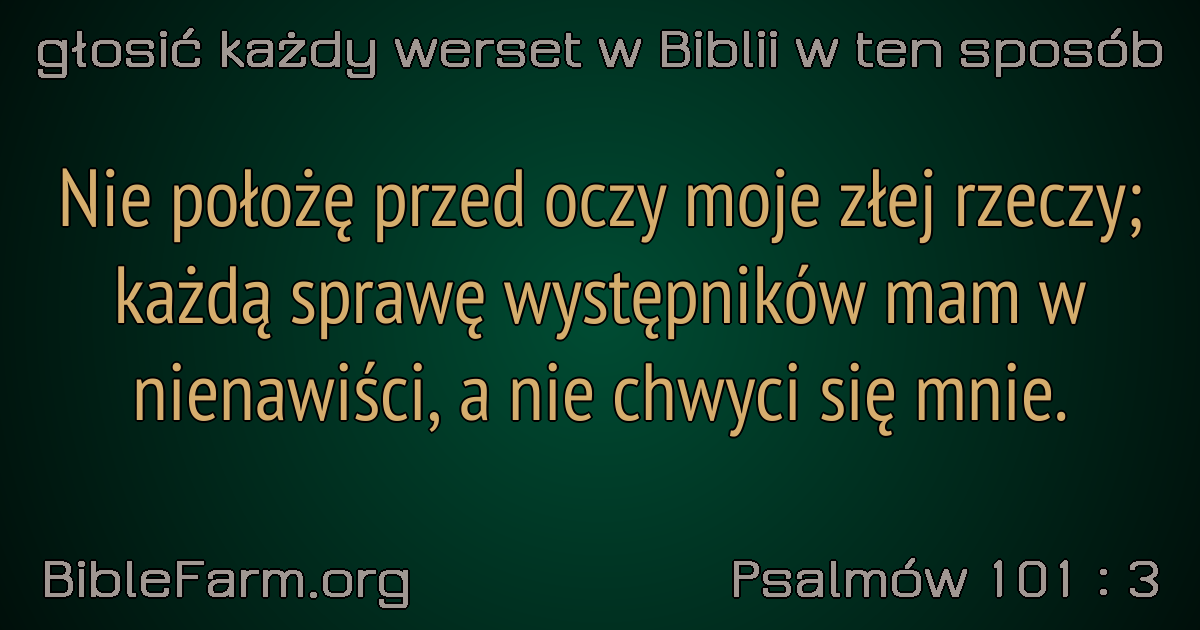 głosić każdy werset w Biblii w ten sposób
Nie położę przed oczy moje złej rzeczy;
każdą sprawę występników mam w
nienawiści, a nie chwyci się mnie.
BibleFarm.org
Psalmów 101 : 3